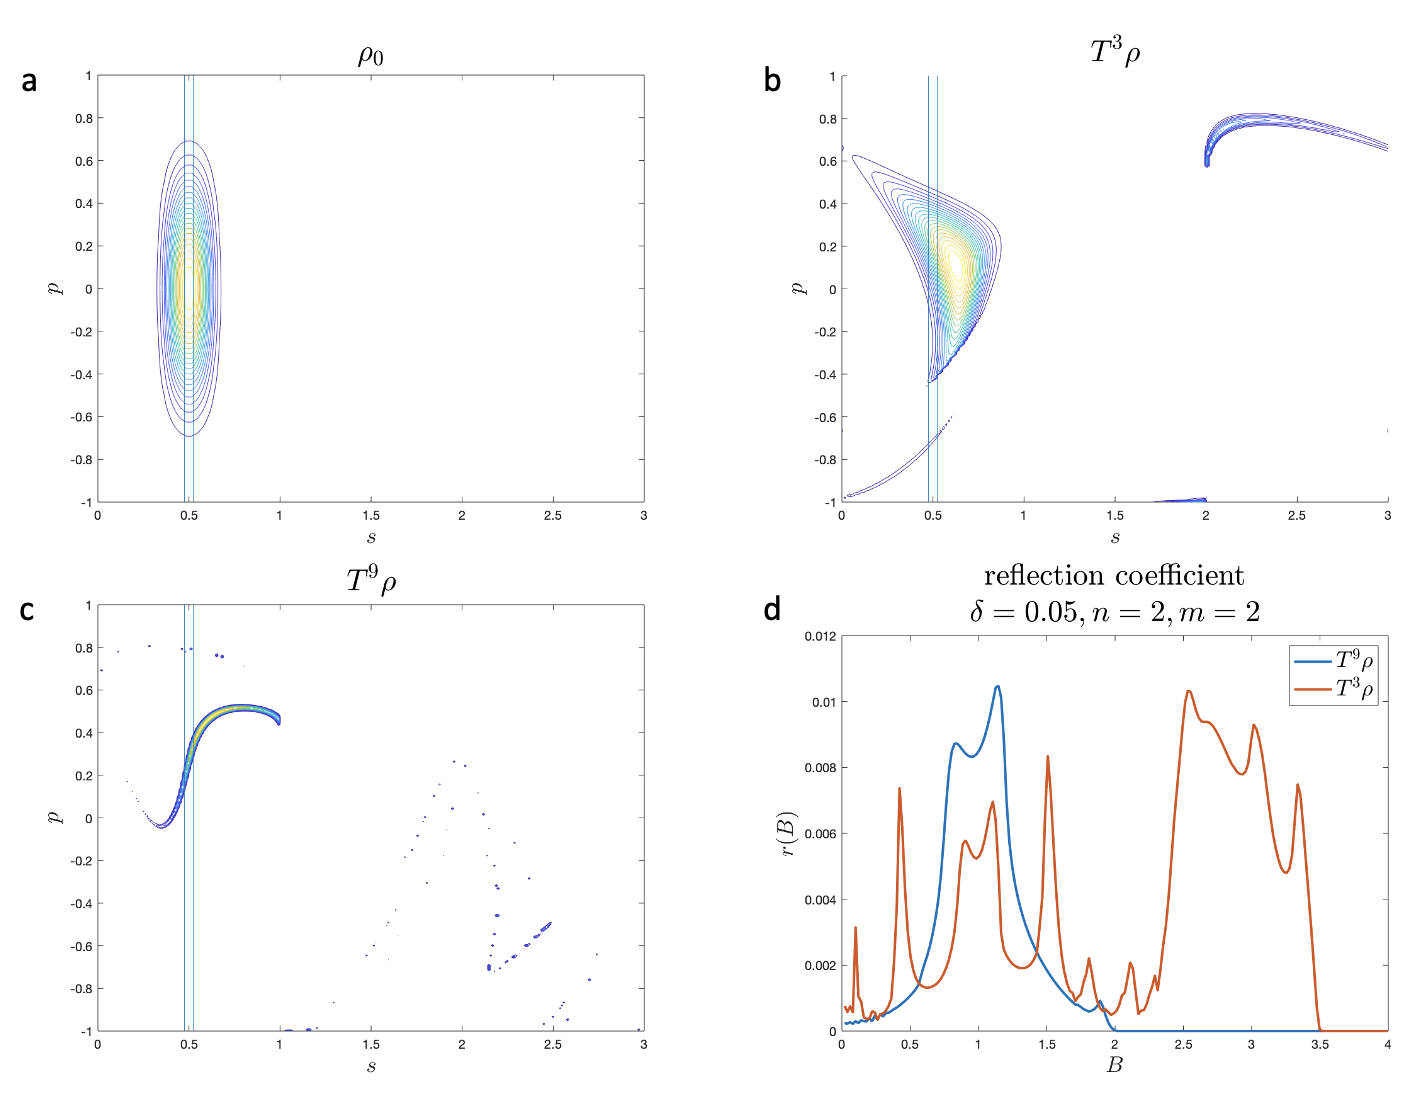 a
ρ₀
1
0.8
0.6
0.4
0.2
0
-0.2
-0.4
-0.6
-0.8
-1
p
0 0.5 1 1.5 2 2.5 3
s
b
T³ρ
1
0.8
0.6
0.4
0.2
0
-0.2
-0.4
-0.6
-0.8
-1
p
0 0.5 1 1.5 2 2.5 3
s
c
T⁹ρ
1
0.8
0.6
0.4
0.2
0
-0.2
-0.4
-0.6
-0.8
-1
p
0 0.5 1 1.5 2 2.5 3
s
d
reflection coefficient
δ = 0.05, n = 2, m = 2
0.012
0.01
0.008
0.006
0.004
0.002
0
r(B)
T⁹ρ
T³ρ
0 0.5 1 1.5 2 2.5 3 3.5 4
B